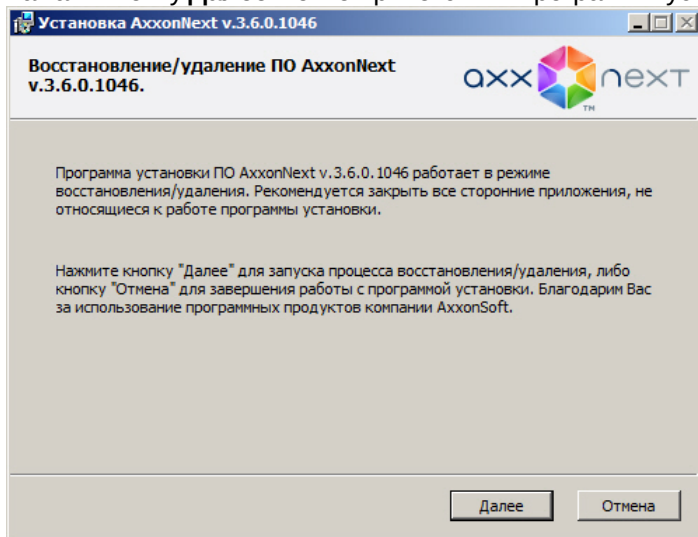 Установка AxxonNext v.3.6.0.1046
Восстановление/удаление ПО AxxonNext
v.3.6.0.1046.
axxnext
TM
Программа установки ПО AxxonNext v.3.6.0.1046 работает в режиме
восстановления/удаления. Рекомендуется закрыть все сторонние приложения, не
относящиеся к работе программы установки.
Нажмите кнопку "Далее" для запуска процесса восстановления/удаления, либо
кнопку "Отмена" для завершения работы с программой установки. Благодарим Вас
за использование программных продуктов компании AxxonSoft.
Далее
Отмена